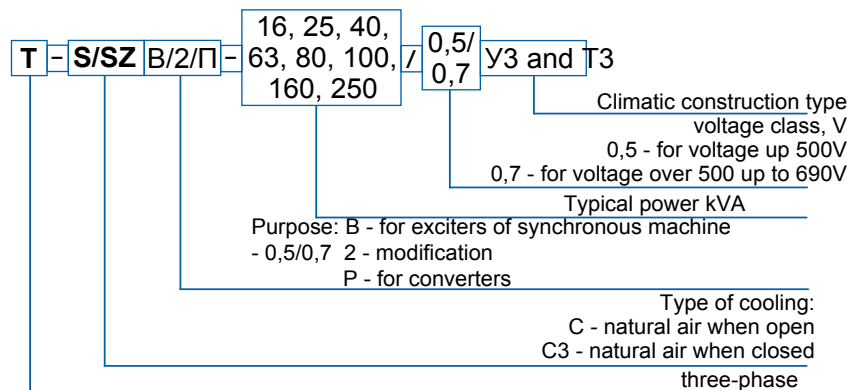 16, 25, 40,
63, 80, 100,
160, 250
0,5/
0,7
T - S/SZ В/2/П - / У3 and Т3
Climatic construction type
voltage class, V
0,5 - for voltage up 500V
0,7 - for voltage over 500 up to 690V
Typical power kVA
Purpose: B - for exciters of synchronous machine
- 0,5/0,7 2 - modification
P - for converters
Type of cooling:
C - natural air when open
C3 - natural air when closed
three-phase